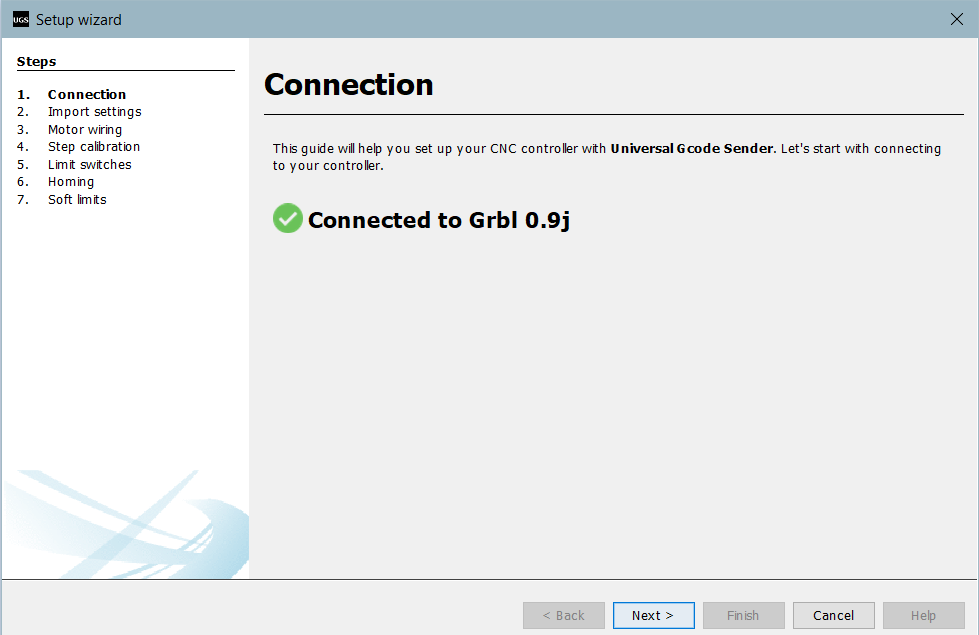 UGS Setup wizard
Steps
1. Connection
2. Import settings
3. Motor wiring
4. Step calibration
5. Limit switches
6. Homing
7. Soft limits
Connection
This guide will help you set up your CNC controller with Universal Gcode Sender. Let's start with connecting
to your controller.
Connected to Grbl 0.9j
< Back Next > Finish Cancel Help